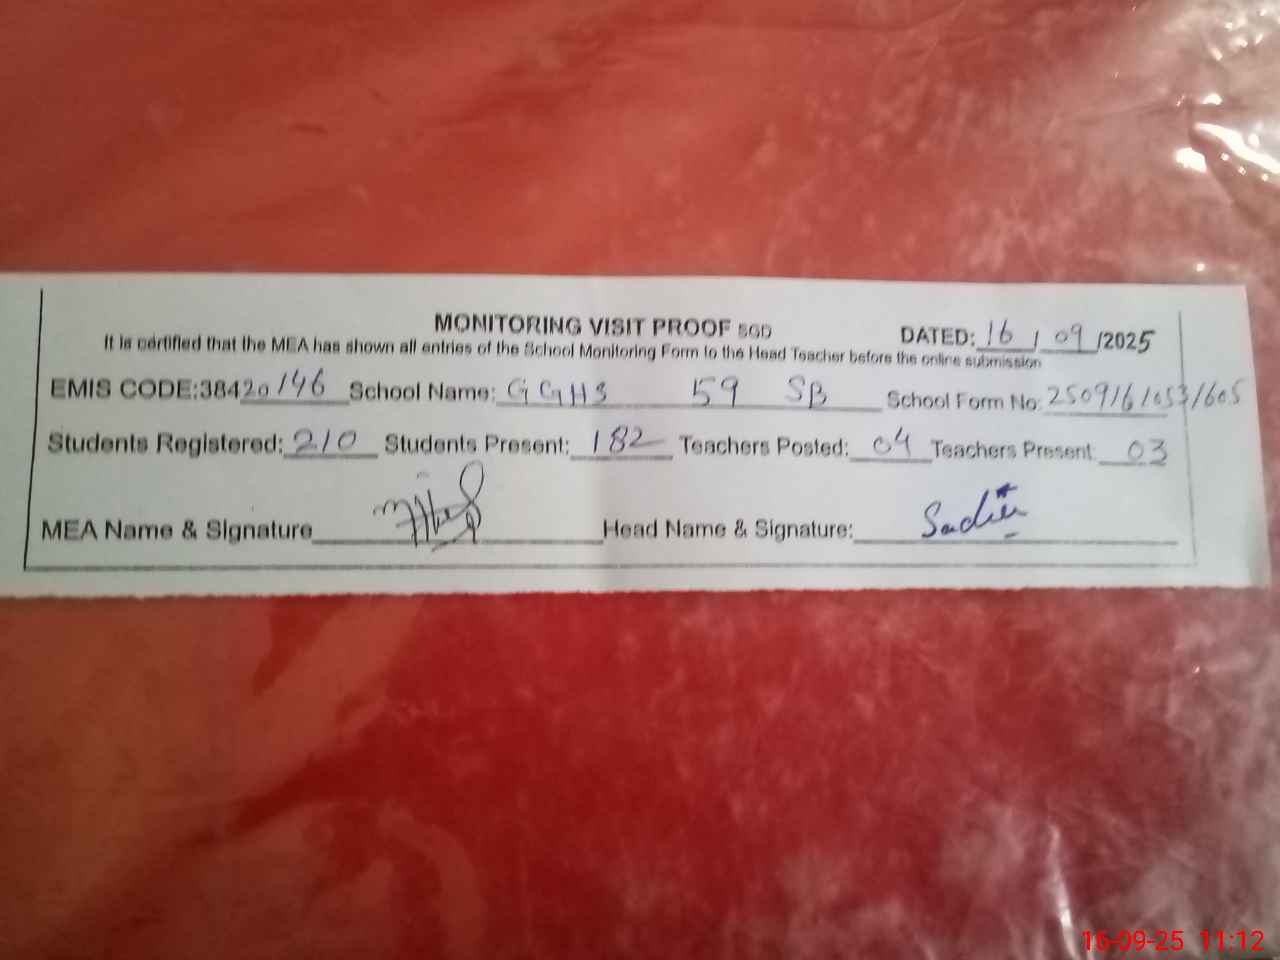 MONITORING VISIT PROOF SGD DATED: 16 / 09 /2025
It is certified that the MEA has shown all entries of the School Monitoring Form to the Head Teacher before the online submission
EMIS CODE:38420146 School Name: GGHS 59 SB School Form No: 25091610531605
Students Registered: 210 Students Present: 182 Teachers Posted: 04 Teachers Present: 03
MEA Name & Signature Head Name & Signature:
16-09-25 11:12